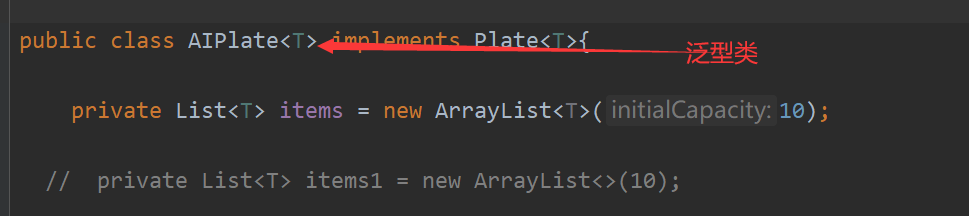 public class AIPlate<T> implements Plate<T>{
泛型类
private List<T> items = new ArrayList<T>( initialCapacity: 10);
//  private List<T> items1 = new ArrayList<>(10);